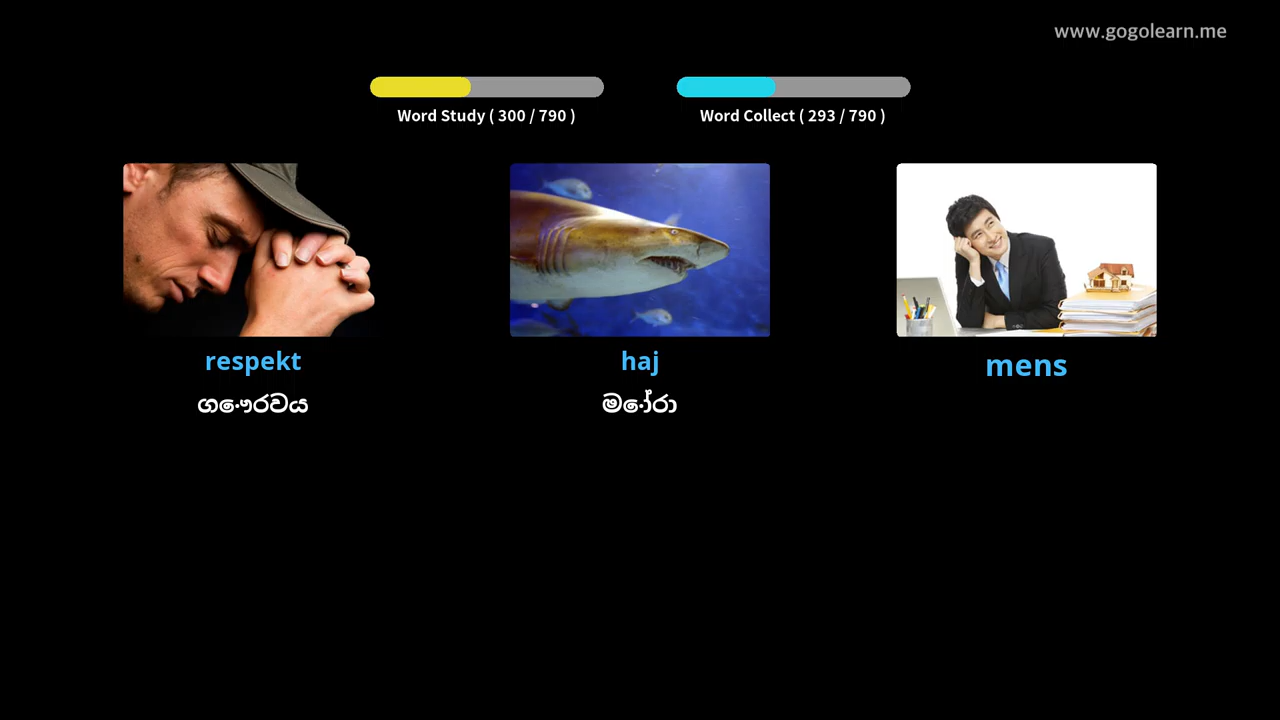 www.gogolearn.me
Word Study ( 300 / 790 )
Word Collect ( 293 / 790 )
respekt
haj
mens
ගෞරවය
මෝරා